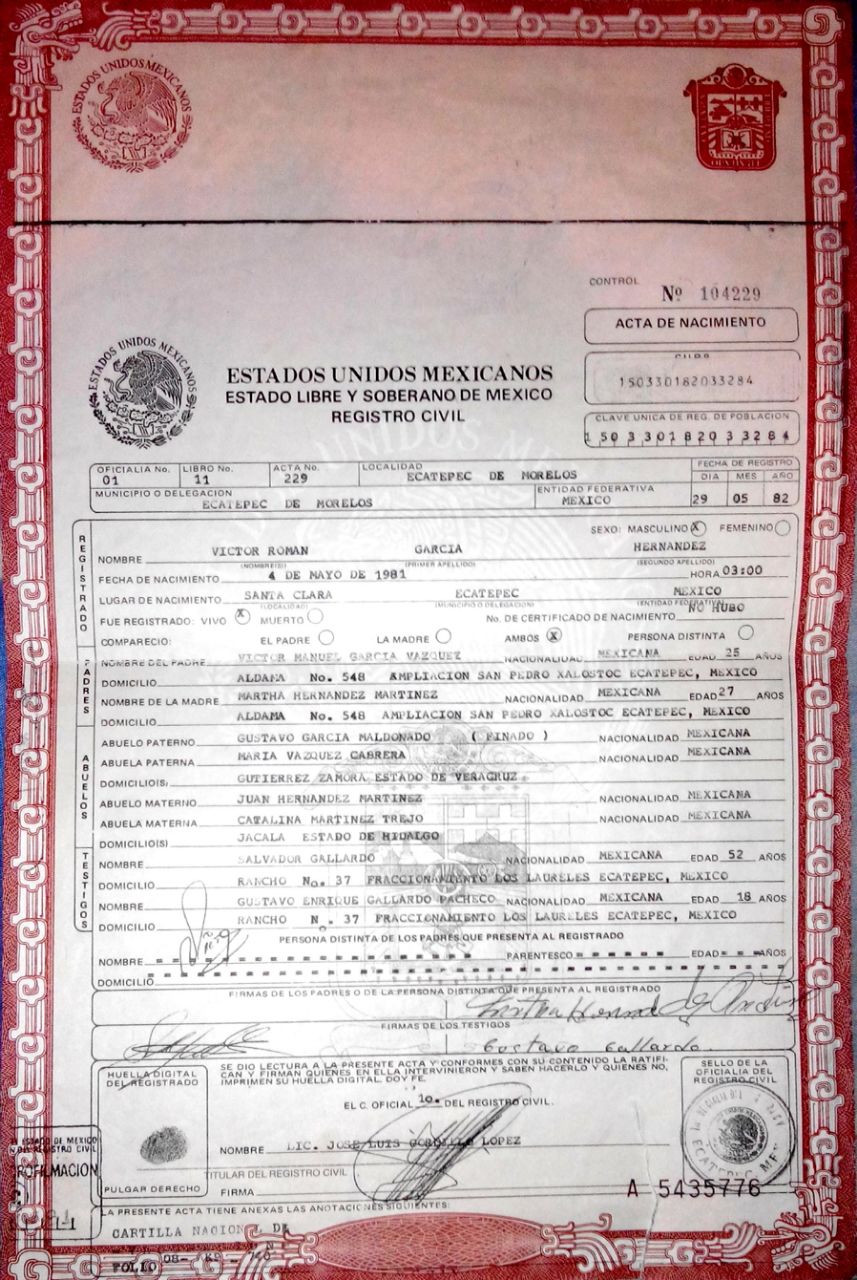 ESTADOS UNIDOS MEXICANOS
CONTROL
Nº 104229
ACTA DE NACIMIENTO
150330182033284
CLAVE UNICA DE REG. DE POBLACION
150330182033284
ESTADOS UNIDOS MEXICANOS
ESTADOS UNIDOS MEXICANOS
ESTADO LIBRE Y SOBERANO DE MEXICO
REGISTRO CIVIL
OFICIALIA No. 01 LIBRO No. 11 ACTA No. 229 LOCALIDAD ECATEPEC DE MORELOS FECHA DE REGISTRO
MUNICIPIO O DELEGACION ECATEPEC DE MORELOS ENTIDAD FEDERATIVA MEXICO DIA 29 MES 05 AÑO 82
REGISTRADO
SEXO: MASCULINO X FEMENINO
NOMBRE VICTOR ROMAN GARCIA HERNANDEZ
(NOMBRE(S)) (PRIMER APELLIDO) (SEGUNDO APELLIDO)
FECHA DE NACIMIENTO 4 DE MAYO DE 1981 HORA 03:00
LUGAR DE NACIMIENTO SANTA CLARA ECATEPEC MEXICO
(LOCALIDAD) (MUNICIPIO O DELEGACION) (ENTIDAD FEDERATIVA)
FUE REGISTRADO: VIVO X MUERTO No. DE CERTIFICADO DE NACIMIENTO NO HUBO
COMPARECIO: EL PADRE LA MADRE AMBOS X PERSONA DISTINTA
PADRES
NOMBRE DEL PADRE VICTOR MANUEL GARCIA VAZQUEZ NACIONALIDAD MEXICANA EDAD 25 AÑOS
DOMICILIO ALDAMA No. 548 AMPLIACION SAN PEDRO XALOSTOC ECATEPEC, MEXICO
NOMBRE DE LA MADRE MARTHA HERNANDEZ MARTINEZ NACIONALIDAD MEXICANA EDAD 27 AÑOS
DOMICILIO ALDAMA No. 548 AMPLIACION SAN PEDRO XALOSTOC ECATEPEC, MEXICO
ABUELOS
ABUELO PATERNO GUSTAVO GARCIA MALDONADO ( FINADO ) NACIONALIDAD MEXICANA
ABUELA PATERNA MARIA VAZQUEZ CABRERA NACIONALIDAD MEXICANA
DOMICILIO(S) GUTIERREZ ZAMORA ESTADO DE VERACRUZ.
ABUELO MATERNO JUAN HERNANDEZ MARTINEZ NACIONALIDAD MEXICANA
ABUELA MATERNA CATALINA MARTINEZ TREJO NACIONALIDAD MEXICANA
DOMICILIO(S) JACALA ESTADO DE HIDALGO
TESTIGOS
NOMBRE SALVADOR GALLARDO NACIONALIDAD MEXICANA EDAD 52 AÑOS
DOMICILIO RANCHO No. 37 FRACCIONAMIENTO LOS LAURELES ECATEPEC, MEXICO
NOMBRE GUSTAVO ENRIQUE GALLARDO PACHECO NACIONALIDAD MEXICANA EDAD 18 AÑOS
DOMICILIO RANCHO N . 37 FRACCIONAMIENTO LOS LAURELES ECATEPEC, MEXICO
PERSONA DISTINTA DE LOS PADRES QUE PRESENTA AL REGISTRADO
NOMBRE PARENTESCO EDAD AÑOS
DOMICILIO
FIRMAS DE LOS PADRES O DE LA PERSONA DISTINTA QUE PRESENTA AL REGISTRADO
FIRMAS DE LOS TESTIGOS
Gustavo Gallardo
HUELLA DIGITAL DEL REGISTRADO
PULGAR DERECHO
SE DIO LECTURA A LA PRESENTE ACTA Y CONFORMES CON SU CONTENIDO LA RATIFI-
CAN Y FIRMAN QUIENES EN ELLA INTERVINIERON Y SABEN HACERLO Y QUIENES NO,
IMPRIMEN SU HUELLA DIGITAL. DOY FE.
EL C. OFICIAL 1o. DEL REGISTRO CIVIL.
NOMBRE LIC. JOSE LUIS GORDILLO LOPEZ
TITULAR DEL REGISTRO CIVIL
FIRMA
SELLO DE LA
OFICIALIA DEL
REGISTRO CIVIL
A 5435776
ESTADO DE MEXICO
REGISTRO CIVIL
LA PRESENTE ACTA TIENE ANEXAS LAS ANOTACIONES SIGUIENTES:
CARTILLA
FOLIO